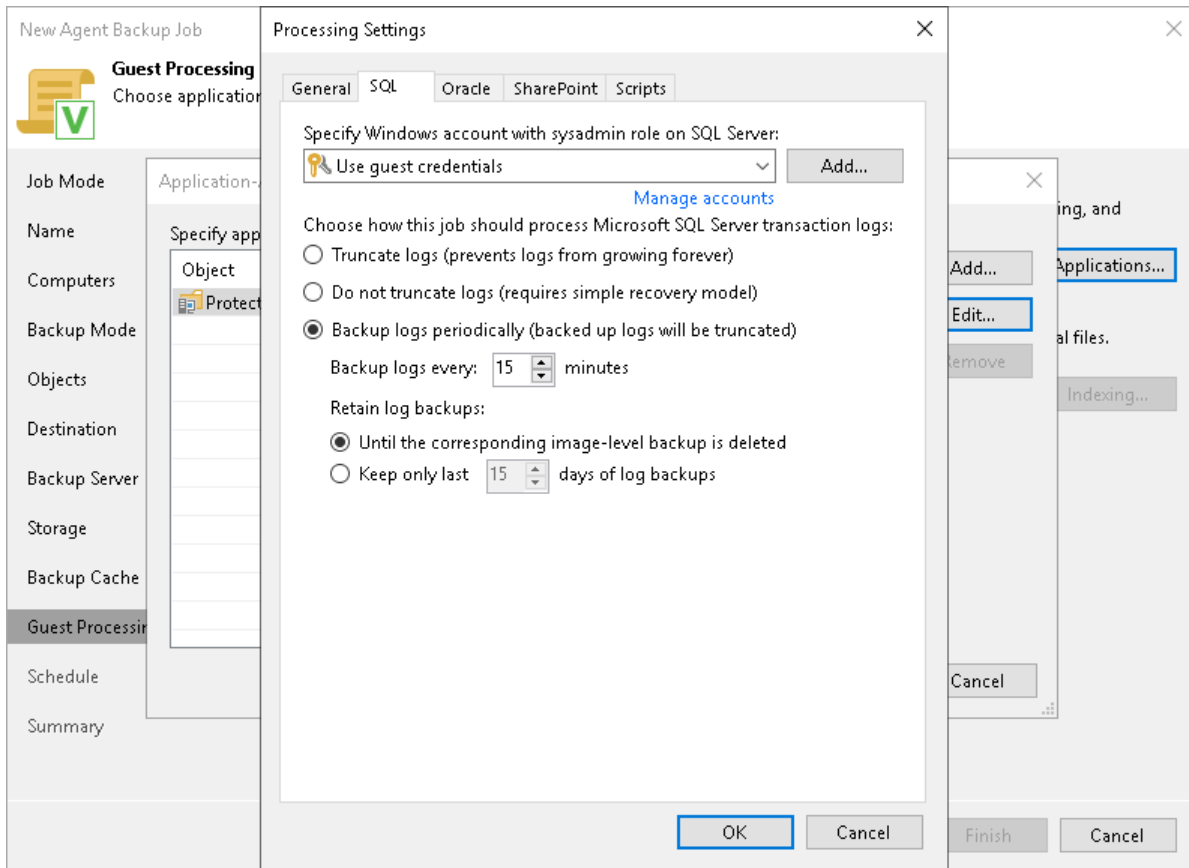 New Agent Backup Job
Guest Processing
Choose application
Job Mode
Name
Computers
Backup Mode
Objects
Destination
Backup Server
Storage
Backup Cache
Guest Processin
Schedule
Summary
Application-
Specify app
Object
Protect
Processing Settings
General SQL Oracle SharePoint Scripts
Specify Windows account with sysadmin role on SQL Server:
Use guest credentials Add...
Manage accounts
Choose how this job should process Microsoft SQL Server transaction logs:
Truncate logs (prevents logs from growing forever)
Do not truncate logs (requires simple recovery model)
Backup logs periodically (backed up logs will be truncated)
Backup logs every: 15 minutes
Retain log backups:
Until the corresponding image-level backup is deleted
Keep only last 15 days of log backups
OK Cancel
Add...
Edit...
emove
Cancel
ing, and
Applications...
al files.
Indexing...
Finish Cancel